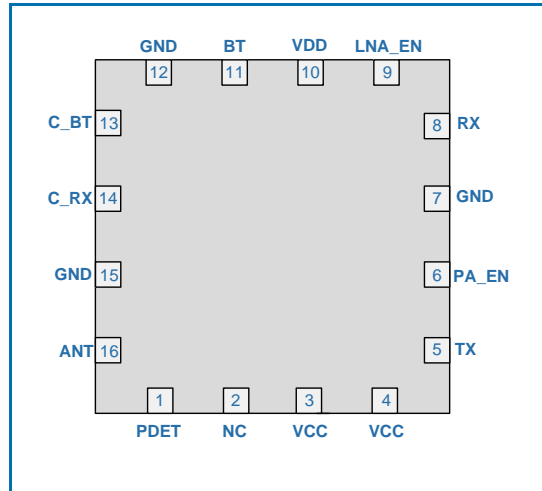 GND BT VDD LNA_EN
12 11 10 9
C_BT 13 8 RX
C_RX 14 7 GND
GND 15 6 PA_EN
ANT 16 5 TX
1 2 3 4
PDET NC VCC VCC